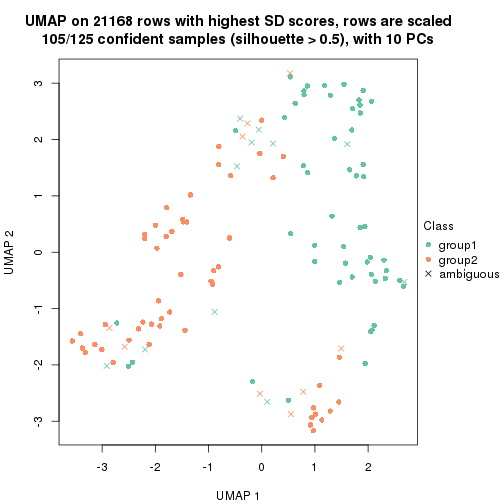 UMAP on 21168 rows with highest SD scores, rows are scaled
105/125 confident samples (silhouette > 0.5), with 10 PCs
3
2
1
0
-1
-2
-3
UMAP 2
-3 -2 -1 0 1 2
UMAP 1
Class
group1
group2
ambiguous